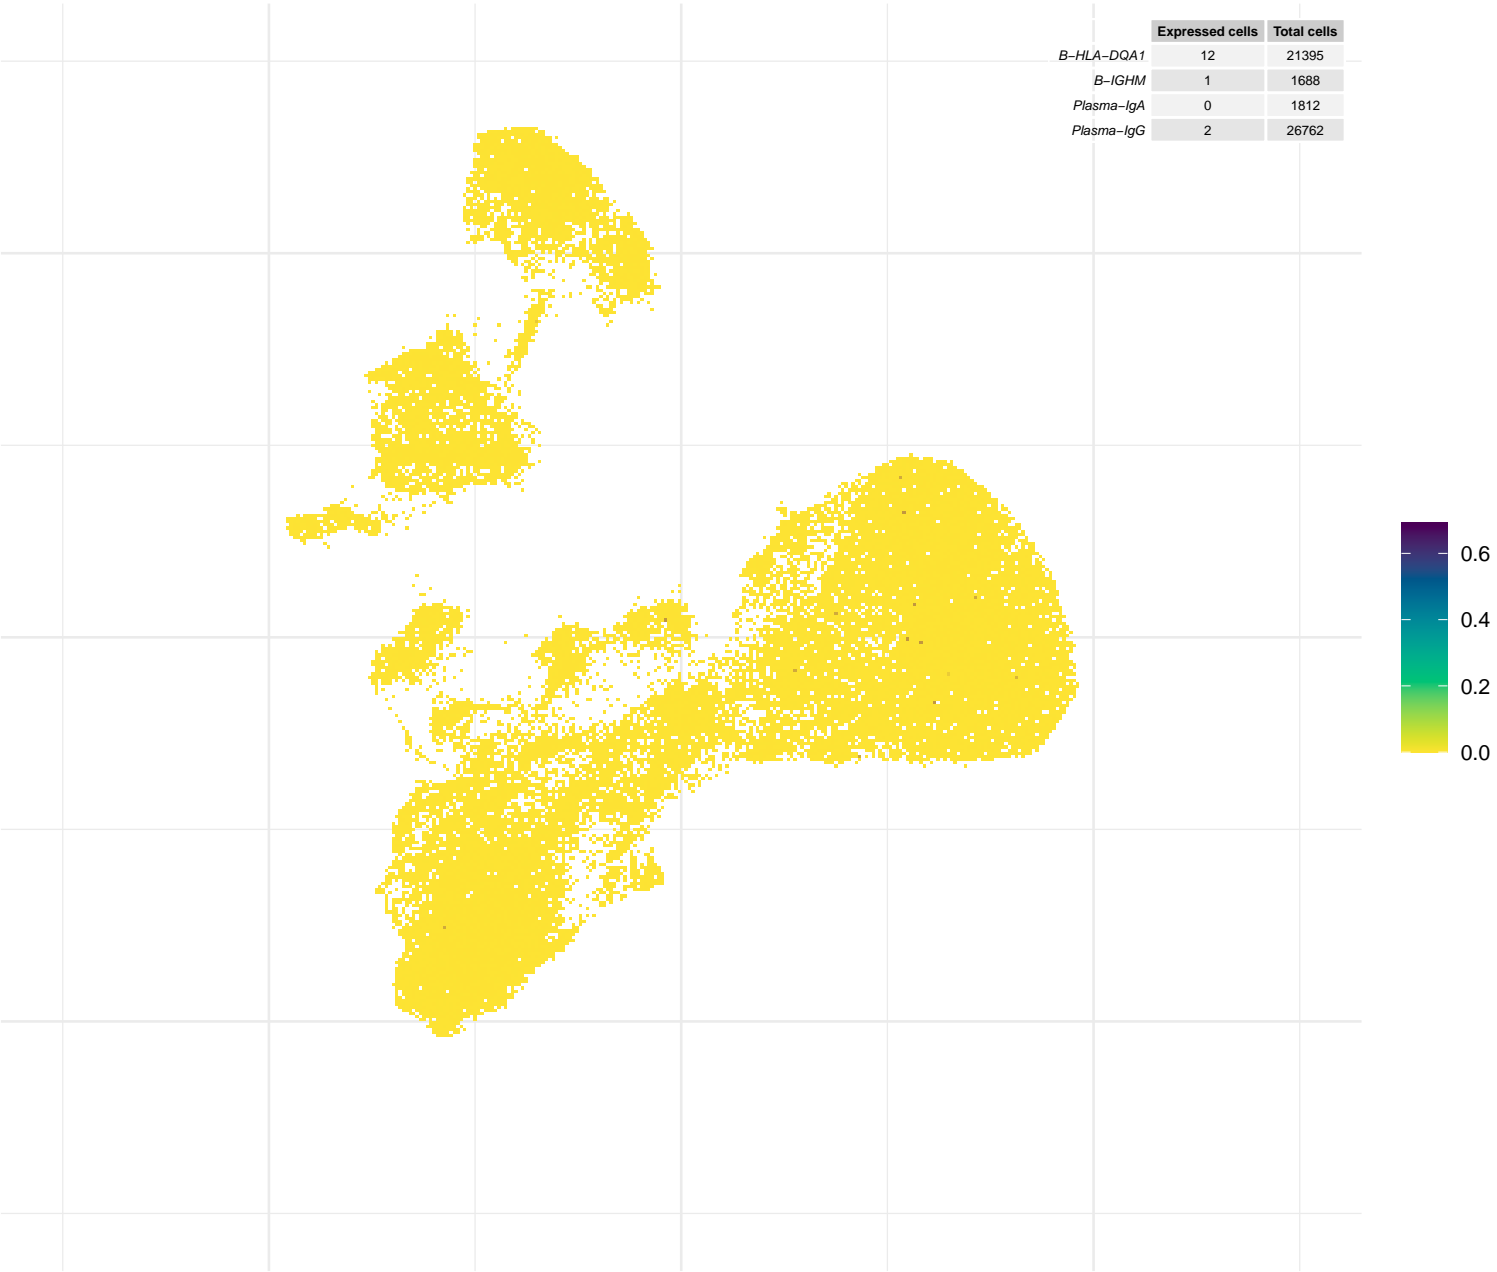 Expressed cells Total cells
B−HLA−DQA1 12 21395
B−IGHM 1 1688
Plasma−IgA 0 1812
Plasma−IgG 2 26762
0.6
0.4
0.2
0.0